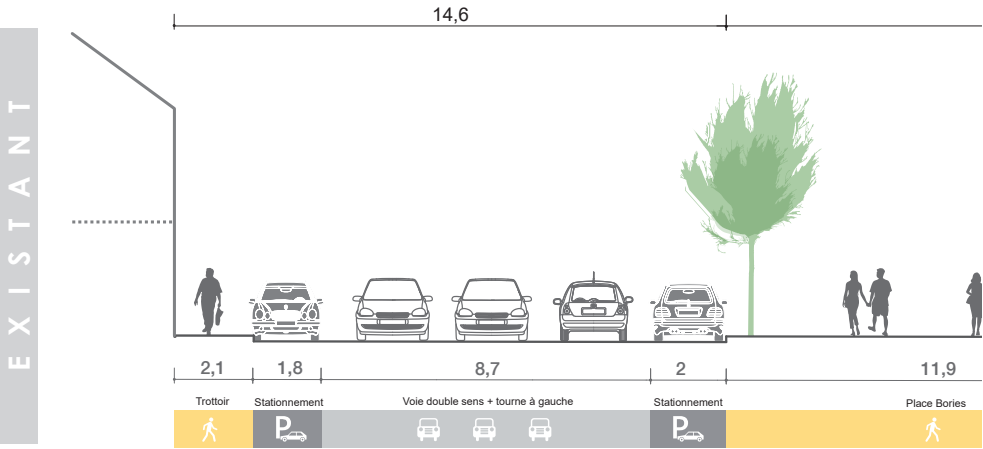 14,6
EXISTANT
2,1
1,8
8,7
2
11,9
Trottoir
Stationnement
Voie double sens + tourne à gauche
Stationnement
Place Bories
P
P